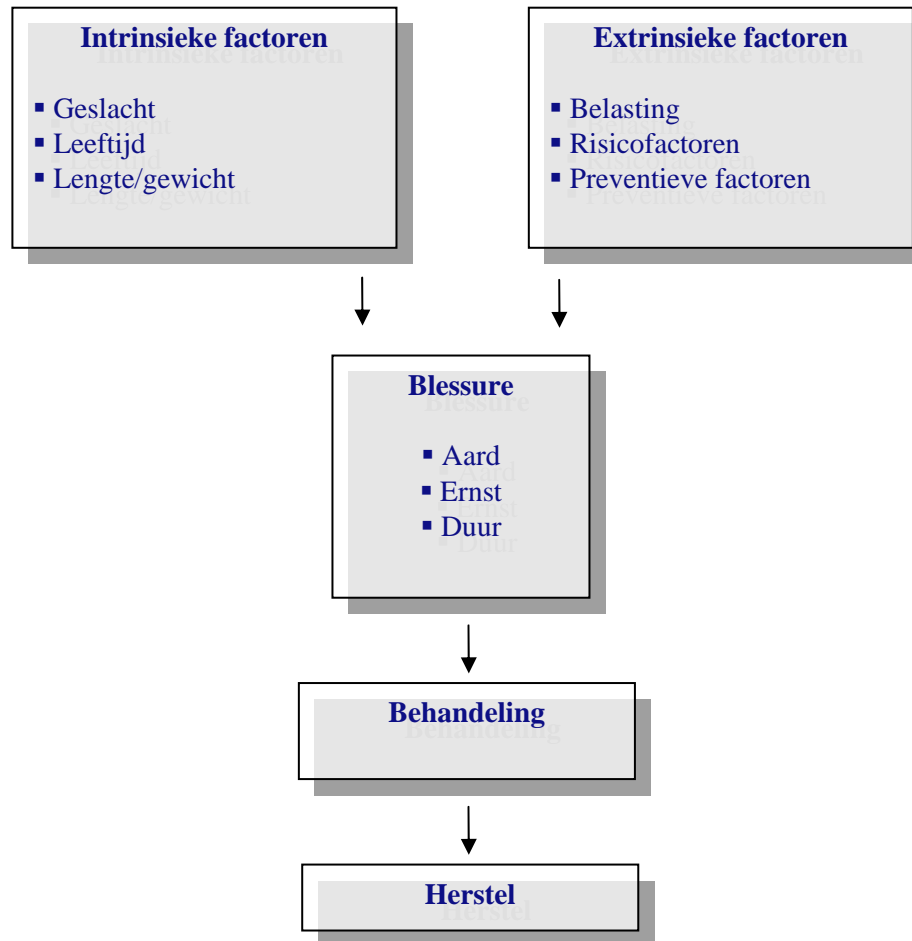 Intrinsieke factoren
▪ Geslacht
▪ Leeftijd
▪ Lengte/gewicht
Extrinsieke factoren
▪ Belasting
▪ Risicofactoren
▪ Preventieve factoren
Blessure
▪ Aard
▪ Ernst
▪ Duur
Behandeling
Herstel